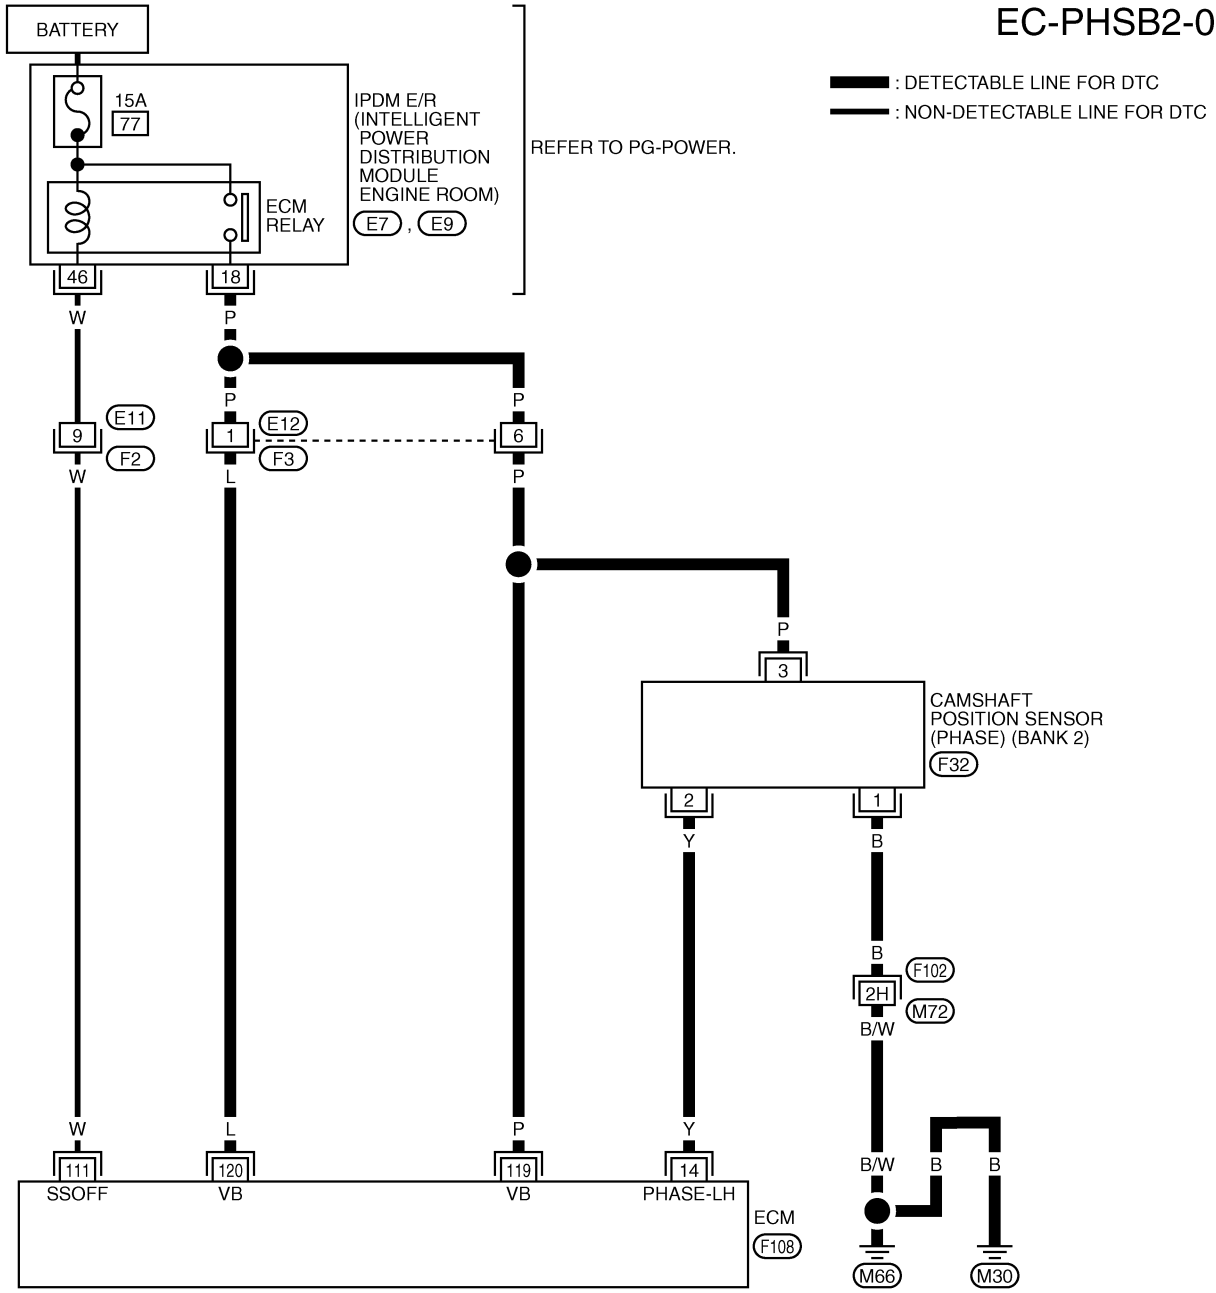 EC-PHSB2-0
BATTERY
: DETECTABLE LINE FOR DTC
: NON-DETECTABLE LINE FOR DTC
15A
77
IPDM E/R
(INTELLIGENT
POWER
DISTRIBUTION
MODULE
ENGINE ROOM)
E7 , E9
REFER TO PG-POWER.
ECM
RELAY
46
18
W
P
P
P
E11
E12
9
1
6
F2
F3
W
L
P
P
3
CAMSHAFT
POSITION SENSOR
(PHASE) (BANK 2)
F32
2
1
Y
B
B
F102
2H
M72
B/W
W
L
P
Y
B/W
B
B
111
120
119
14
SSOFF
VB
VB
PHASE-LH
ECM
F108
M66
M30